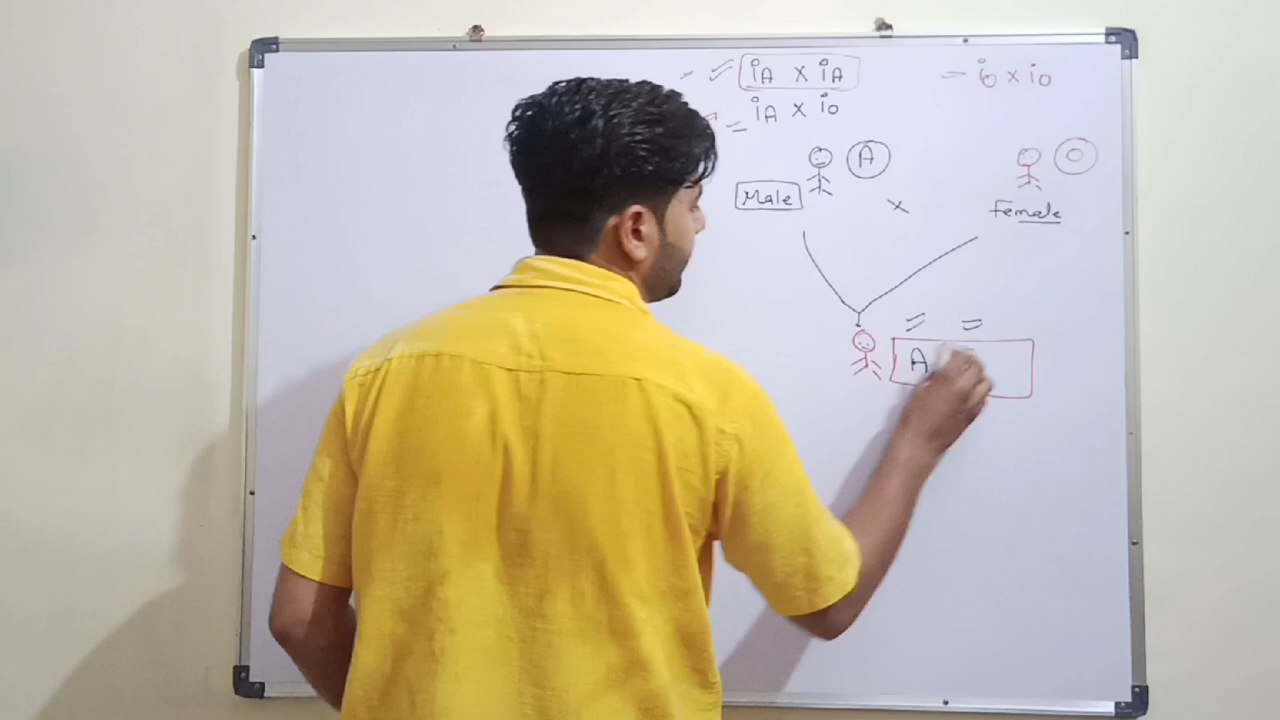 iA x iA
iA x io
io x io
A
O
Male
x
Female
A